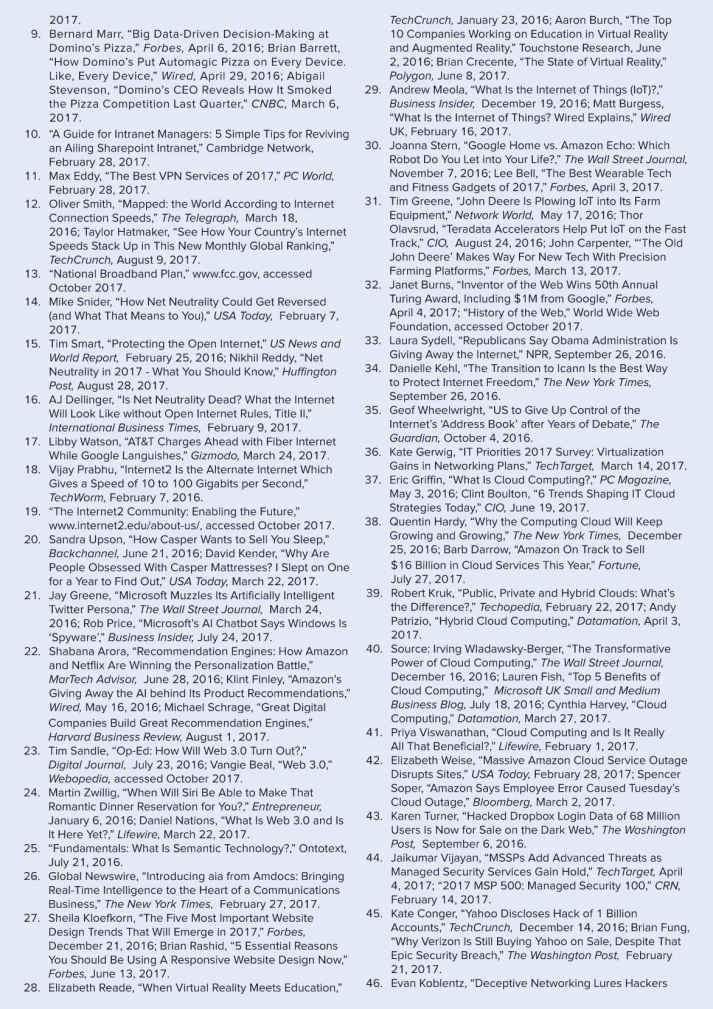 2017.
9. Bernard Marr, “Big Data-Driven Decision-Making at
Domino’s Pizza,” Forbes, April 6, 2016; Brian Barrett,
“How Domino’s Put Automagic Pizza on Every Device.
Like, Every Device,” Wired, April 29, 2016; Abigail
Stevenson, “Domino’s CEO Reveals How It Smoked
the Pizza Competition Last Quarter,” CNBC, March 6,
2017.
10. “A Guide for Intranet Managers: 5 Simple Tips for Reviving
an Ailing Sharepoint Intranet,” Cambridge Network,
February 28, 2017.
11. Max Eddy, “The Best VPN Services of 2017,” PC World,
February 28, 2017.
12. Oliver Smith, “Mapped: the World According to Internet
Connection Speeds,” The Telegraph, March 18,
2016; Taylor Hatmaker, “See How Your Country’s Internet
Speeds Stack Up in This New Monthly Global Ranking,”
TechCrunch, August 9, 2017.
13. “National Broadband Plan,” www.fcc.gov, accessed
October 2017.
14. Mike Snider, “How Net Neutrality Could Get Reversed
(and What That Means to You),” USA Today, February 7,
2017.
15. Tim Smart, “Protecting the Open Internet,” US News and
World Report, February 25, 2016; Nikhil Reddy, “Net
Neutrality in 2017 - What You Should Know,” Huffington
Post, August 28, 2017.
16. AJ Dellinger, “Is Net Neutrality Dead? What the Internet
Will Look Like without Open Internet Rules, Title II,”
International Business Times, February 9, 2017.
17. Libby Watson, “AT&T Charges Ahead with Fiber Internet
While Google Languishes,” Gizmodo, March 24, 2017.
18. Vijay Prabhu, “Internet2 Is the Alternate Internet Which
Gives a Speed of 10 to 100 Gigabits per Second,”
TechWorm, February 7, 2016.
19. “The Internet2 Community: Enabling the Future,”
www.internet2.edu/about-us/, accessed October 2017.
20. Sandra Upson, “How Casper Wants to Sell You Sleep,”
Backchannel, June 21, 2016; David Kender, “Why Are
People Obsessed With Casper Mattresses? I Slept on One
for a Year to Find Out,” USA Today, March 22, 2017.
21. Jay Greene, “Microsoft Muzzles Its Artificially Intelligent
Twitter Persona,” The Wall Street Journal, March 24,
2016; Rob Price, “Microsoft’s AI Chatbot Says Windows Is
‘Spyware’,” Business Insider, July 24, 2017.
22. Shabana Arora, “Recommendation Engines: How Amazon
and Netflix Are Winning the Personalization Battle,”
MarTech Advisor, June 28, 2016; Klint Finley, “Amazon’s
Giving Away the AI behind Its Product Recommendations,”
Wired, May 16, 2016; Michael Schrage, “Great Digital
Companies Build Great Recommendation Engines,”
Harvard Business Review, August 1, 2017.
23. Tim Sandle, “Op-Ed: How Will Web 3.0 Turn Out?,”
Digital Journal, July 23, 2016; Vangie Beal, “Web 3.0,”
Webopedia, accessed October 2017.
24. Martin Zwillig, “When Will Siri Be Able to Make That
Romantic Dinner Reservation for You?,” Entrepreneur,
January 6, 2016; Daniel Nations, “What Is Web 3.0 and Is
It Here Yet?,” Lifewire, March 22, 2017.
25. “Fundamentals: What Is Semantic Technology?,” Ontotext,
July 21, 2016.
26. Global Newswire, “Introducing aia from Amdocs: Bringing
Real-Time Intelligence to the Heart of a Communications
Business,” The New York Times, February 27, 2017.
27. Sheila Kloefkorn, “The Five Most Important Website
Design Trends That Will Emerge in 2017,” Forbes,
December 21, 2016; Brian Rashid, “5 Essential Reasons
You Should Be Using A Responsive Website Design Now,”
Forbes, June 13, 2017.
28. Elizabeth Reade, “When Virtual Reality Meets Education,”
TechCrunch, January 23, 2016; Aaron Burch, “The Top
10 Companies Working on Education in Virtual Reality
and Augmented Reality,” Touchstone Research, June
2, 2016; Brian Crecente, “The State of Virtual Reality,”
Polygon, June 8, 2017.
29. Andrew Meola, “What Is the Internet of Things (IoT)?,”
Business Insider, December 19, 2016; Matt Burgess,
“What Is the Internet of Things? Wired Explains,” Wired
UK, February 16, 2017.
30. Joanna Stern, “Google Home vs. Amazon Echo: Which
Robot Do You Let into Your Life?,” The Wall Street Journal,
November 7, 2016; Lee Bell, “The Best Wearable Tech
and Fitness Gadgets of 2017,” Forbes, April 3, 2017.
31. Tim Greene, “John Deere Is Plowing IoT into Its Farm
Equipment,” Network World, May 17, 2016; Thor
Olavsrud, “Teradata Accelerators Help Put IoT on the Fast
Track,” CIO, August 24, 2016; John Carpenter, “‘The Old
John Deere’ Makes Way For New Tech With Precision
Farming Platforms,” Forbes, March 13, 2017.
32. Janet Burns, “Inventor of the Web Wins 50th Annual
Turing Award, Including $1M from Google,” Forbes,
April 4, 2017; “History of the Web,” World Wide Web
Foundation, accessed October 2017.
33. Laura Sydell, “Republicans Say Obama Administration Is
Giving Away the Internet,” NPR, September 26, 2016.
34. Danielle Kehl, “The Transition to Icann Is the Best Way
to Protect Internet Freedom,” The New York Times,
September 26, 2016.
35. Geof Wheelwright, “US to Give Up Control of the
Internet’s ‘Address Book’ after Years of Debate,” The
Guardian, October 4, 2016.
36. Kate Gerwig, “IT Priorities 2017 Survey: Virtualization
Gains in Networking Plans,” TechTarget, March 14, 2017.
37. Eric Griffin, “What Is Cloud Computing?,” PC Magazine,
May 3, 2016; Clint Boulton, “6 Trends Shaping IT Cloud
Strategies Today,” CIO, June 19, 2017.
38. Quentin Hardy, “Why the Computing Cloud Will Keep
Growing and Growing,” The New York Times, December
25, 2016; Barb Darrow, “Amazon On Track to Sell
$16 Billion in Cloud Services This Year,” Fortune,
July 27, 2017.
39. Robert Kruk, “Public, Private and Hybrid Clouds: What’s
the Difference?,” Techopedia, February 22, 2017; Andy
Patrizio, “Hybrid Cloud Computing,” Datamation, April 3,
2017.
40. Source: Irving Wladawsky-Berger, “The Transformative
Power of Cloud Computing,” The Wall Street Journal,
December 16, 2016; Lauren Fish, “Top 5 Benefits of
Cloud Computing,” Microsoft UK Small and Medium
Business Blog, July 18, 2016; Cynthia Harvey, “Cloud
Computing,” Datamation, March 27, 2017.
41. Priya Viswanathan, “Cloud Computing and Is It Really
All That Beneficial?,” Lifewire, February 1, 2017.
42. Elizabeth Weise, “Massive Amazon Cloud Service Outage
Disrupts Sites,” USA Today, February 28, 2017; Spencer
Soper, “Amazon Says Employee Error Caused Tuesday’s
Cloud Outage,” Bloomberg, March 2, 2017.
43. Karen Turner, “Hacked Dropbox Login Data of 68 Million
Users Is Now for Sale on the Dark Web,” The Washington
Post, September 6, 2016.
44. Jaikumar Vijayan, “MSSPs Add Advanced Threats as
Managed Security Services Gain Hold,” TechTarget, April
4, 2017; “2017 MSP 500: Managed Security 100,” CRN,
February 14, 2017.
45. Kate Conger, “Yahoo Discloses Hack of 1 Billion
Accounts,” TechCrunch, December 14, 2016; Brian Fung,
“Why Verizon Is Still Buying Yahoo on Sale, Despite That
Epic Security Breach,” The Washington Post, February
21, 2017.
46. Evan Koblentz, “Deceptive Networking Lures Hackers